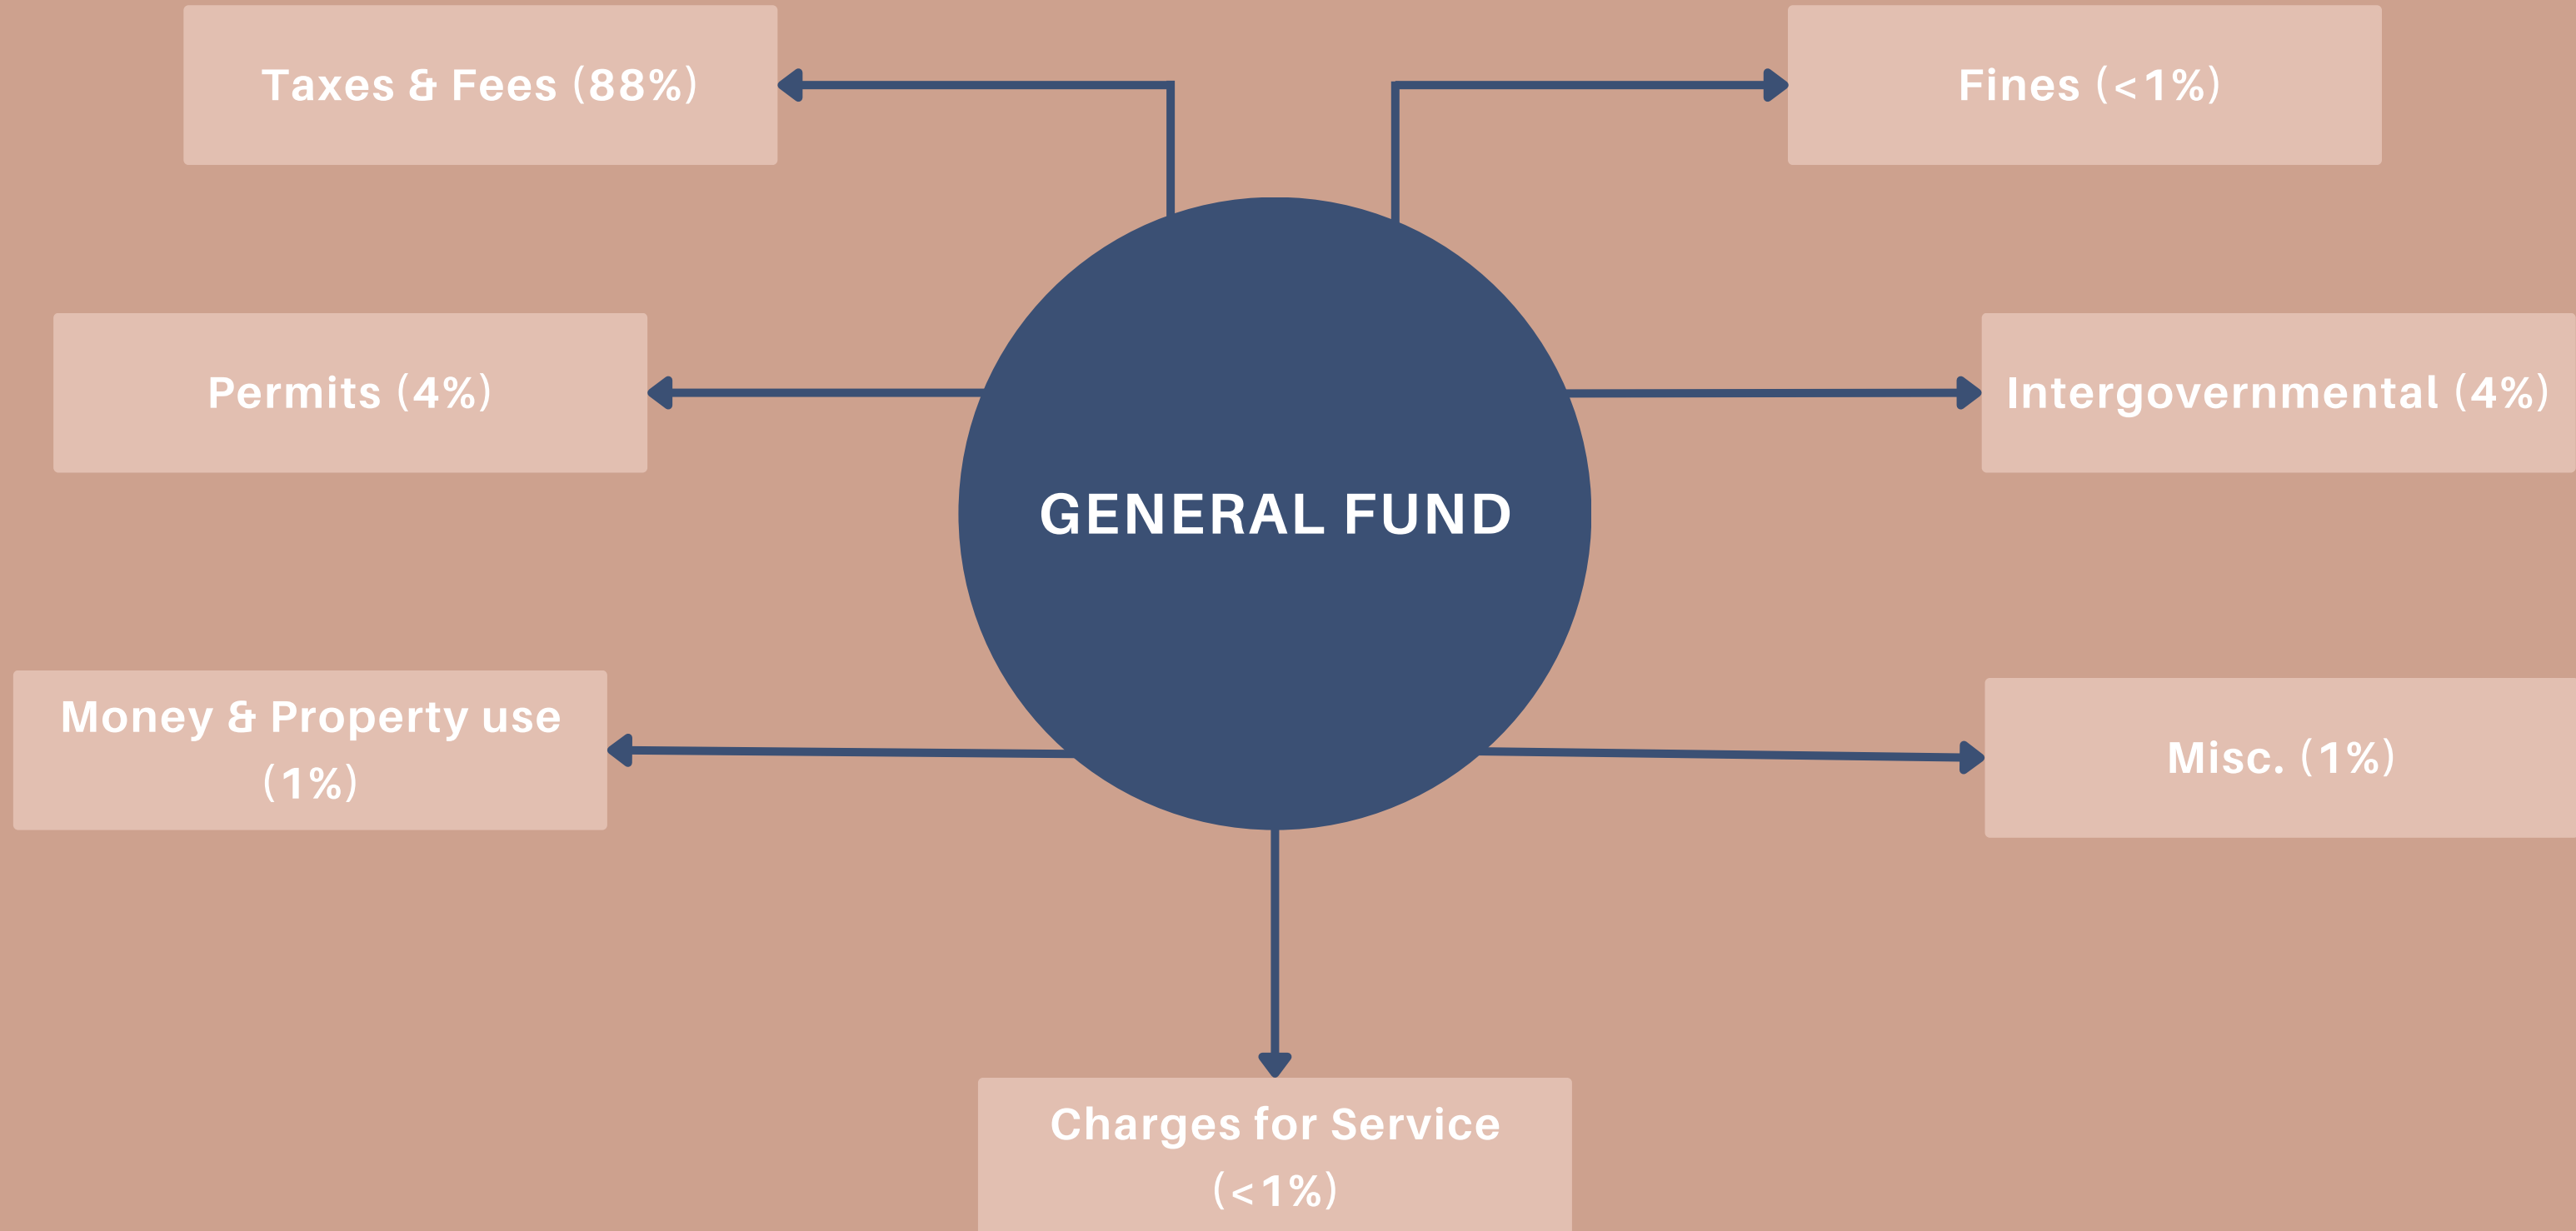 Taxes & Fees (88%)
Fines (<1%)
Permits (4%)
Intergovernmental (4%)
GENERAL FUND
Money & Property use
(1%)
Misc. (1%)
Charges for Service
(<1%)